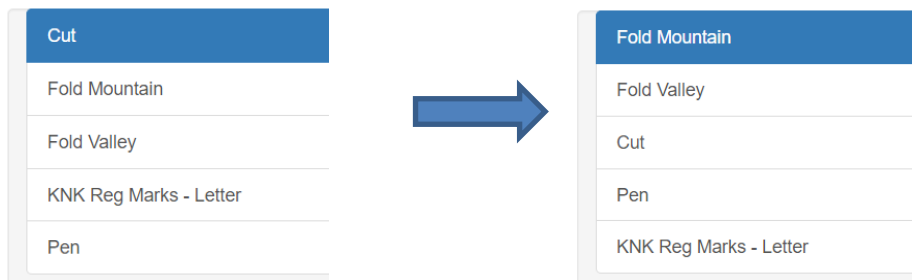 Cut
Fold Mountain
Fold Valley
KNK Reg Marks - Letter
Pen
Fold Mountain
Fold Valley
Cut
Pen
KNK Reg Marks - Letter